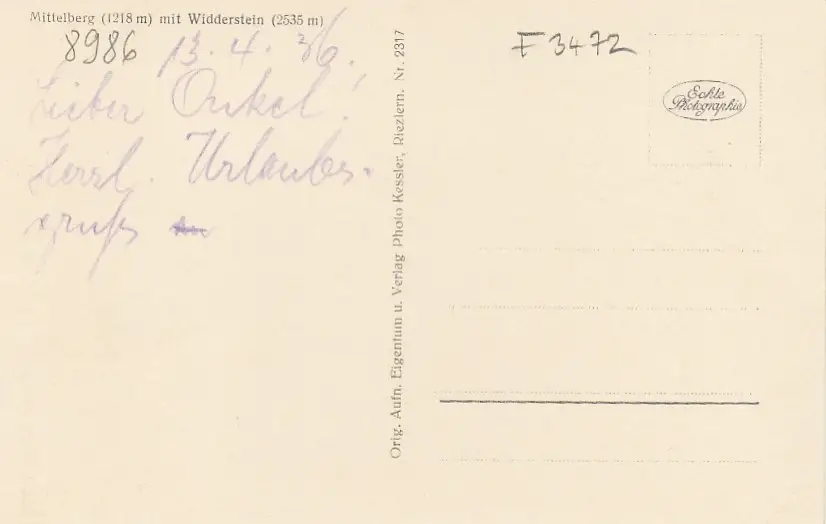 Mittelberg (1218 m) mit Widderstein (2535 m)
8986 13.4.36.
Lieber Onkel!
Herzl. Urlaubs-
gruß
Orig. Aufn. Eigentum u. Verlag Photo Kessler, Riezlern. Nr. 2317
F 3472
Echte
Photographie